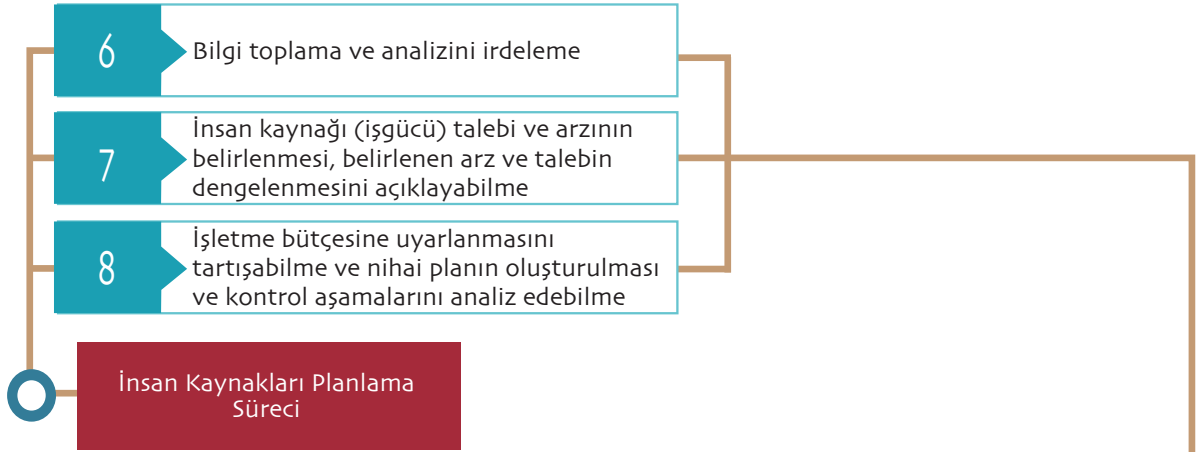 6
Bilgi toplama ve analizini irdeleme
7
İnsan kaynağı (işgücü) talebi ve arzının
belirlenmesi, belirlenen arz ve talebin
dengelenmesini açıklayabilme
8
İşletme bütçesine uyarlanmasını
tartışabilme ve nihai planın oluşturulması
ve kontrol aşamalarını analiz edebilme
İnsan Kaynakları Planlama
Süreci